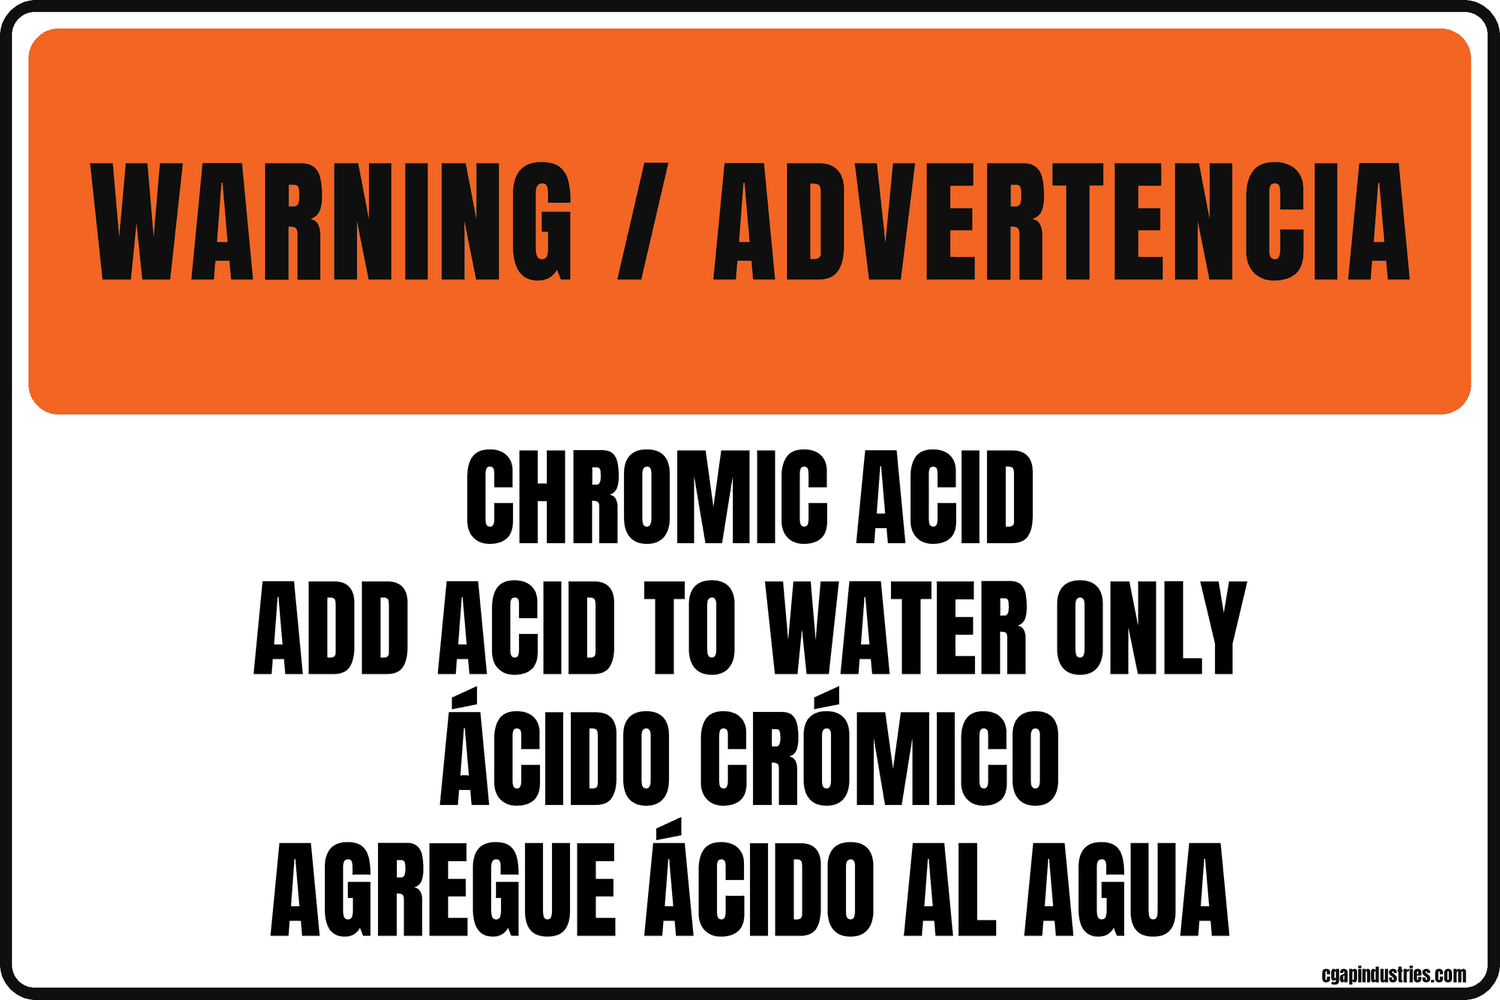 WARNING / ADVERTENCIA
CHROMIC ACID
ADD ACID TO WATER ONLY
ÁCIDO CRÓMICO
AGREGUE ÁCIDO AL AGUA
cgapindustries.com